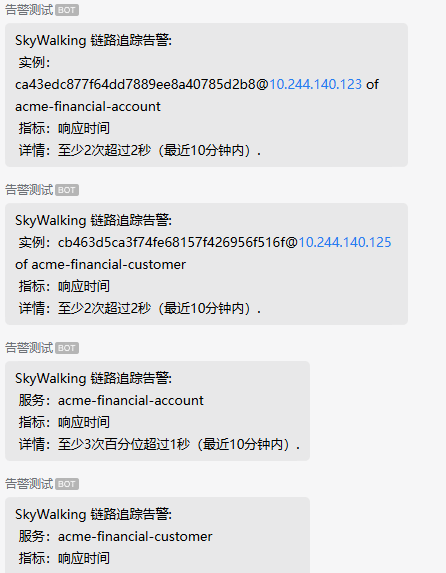 告警测试 BOT
SkyWalking 链路追踪告警:
实例:
ca43edc877f64dd7889ee8a40785d2b8@10.244.140.123 of
acme-financial-account
指标：响应时间
详情：至少2次超过2秒（最近10分钟内）.
告警测试 BOT
SkyWalking 链路追踪告警:
实例：cb463d5ca3f74fe68157f426956f516f@10.244.140.125
of acme-financial-customer
指标：响应时间
详情：至少2次超过2秒（最近10分钟内）.
告警测试 BOT
SkyWalking 链路追踪告警:
服务：acme-financial-account
指标：响应时间
详情：至少3次百分位超过1秒（最近10分钟内）.
告警测试 BOT
SkyWalking 链路追踪告警:
服务：acme-financial-customer
指标：响应时间